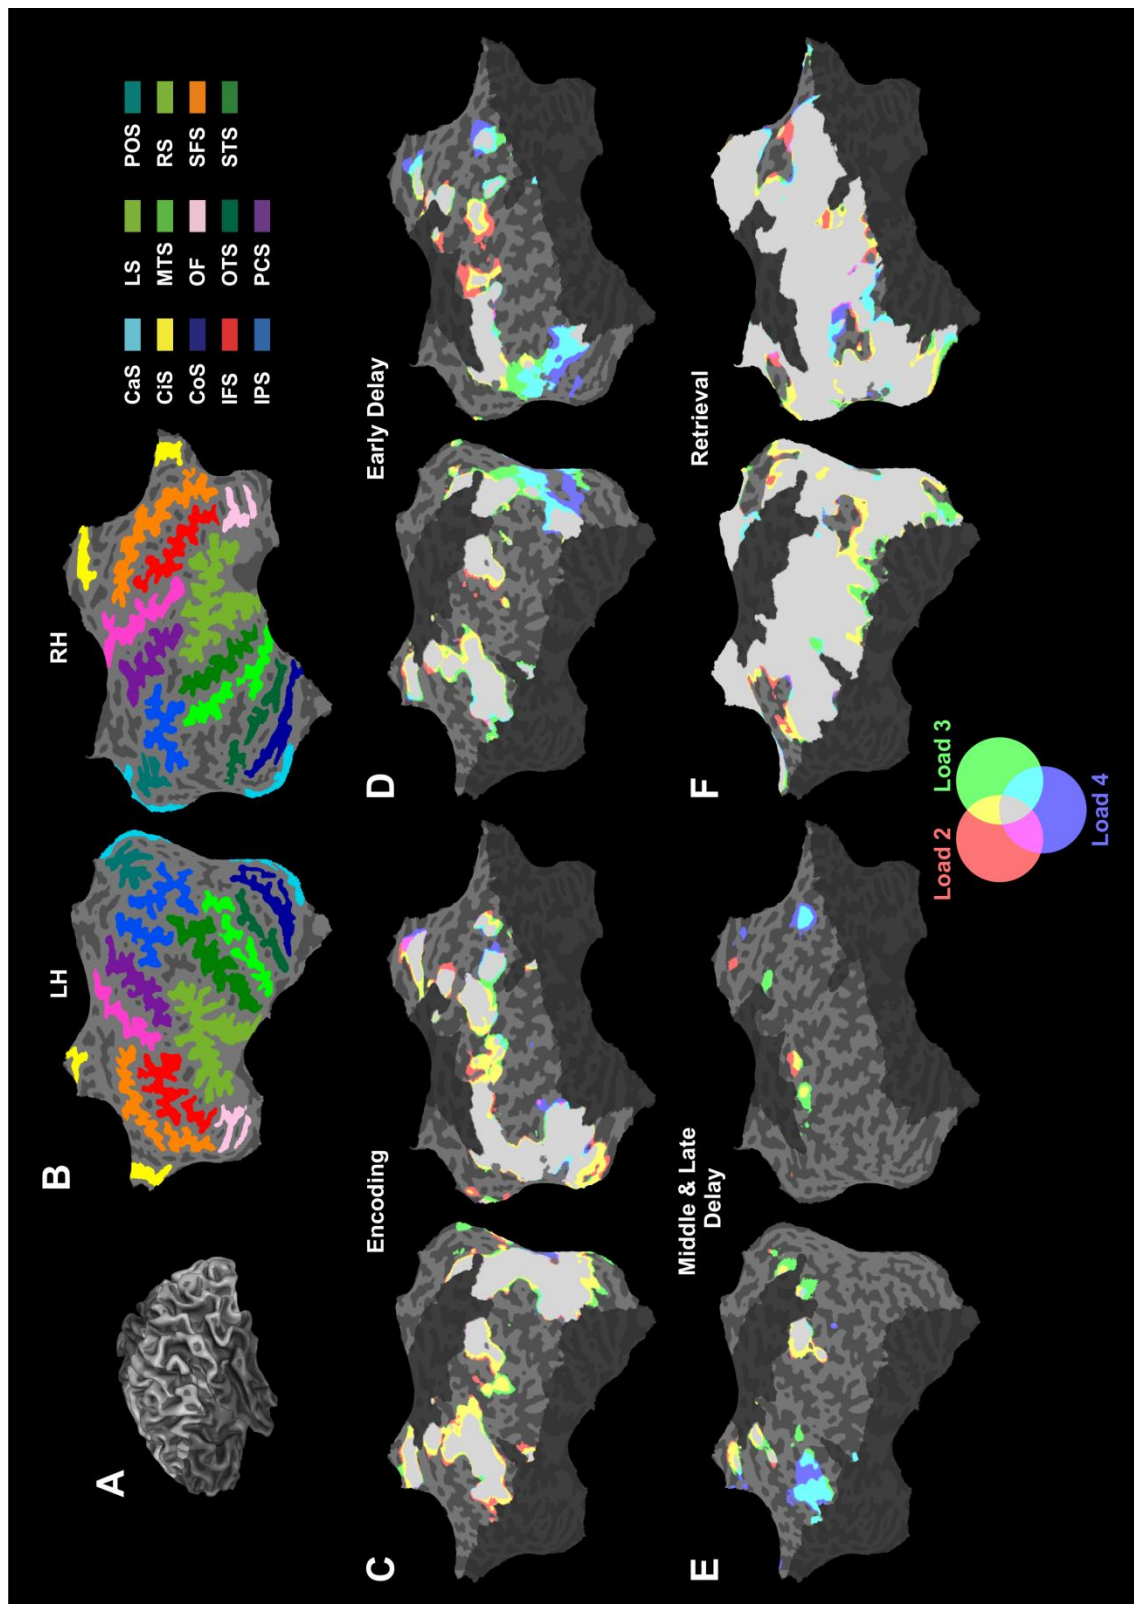 A
B
LH
RH
CaS LS POS
CiS MTS RS
CoS OF SFS
IFS OTS STS
IPS PCS
C
Encoding
D
Early Delay
E
Middle & Late
Delay
F
Retrieval
Load 2
Load 3
Load 4